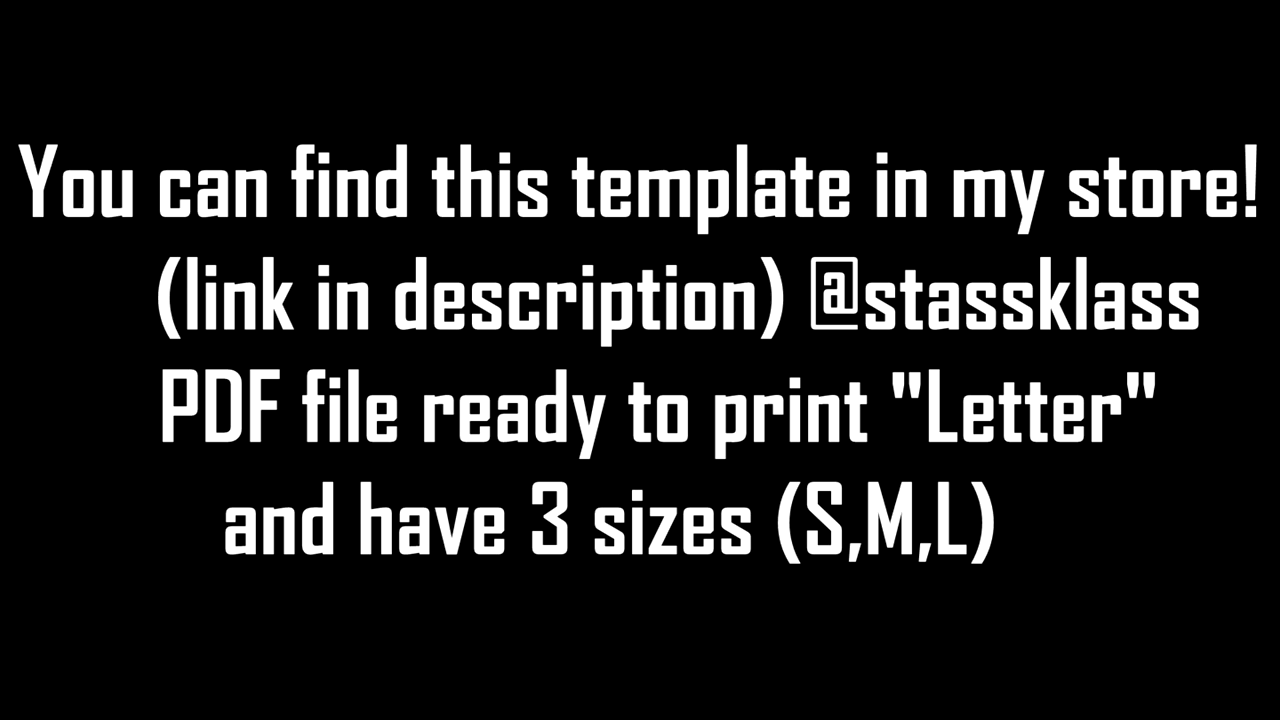 You can find this template in my store!
(link in description) @stassklass
PDF file ready to print "Letter"
and have 3 sizes (S,M,L)